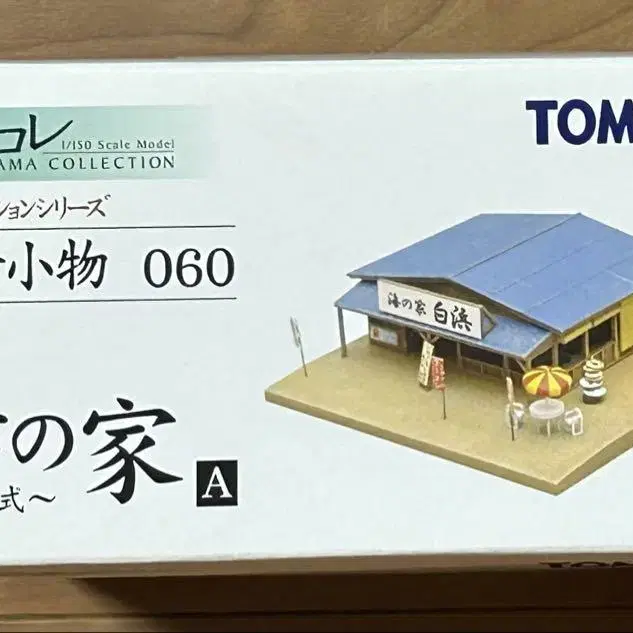 コレ
1/150 Scale Model
AMA COLLECTION
TOM
ションシリーズ
小物 060
海の家 白浜
の家 A
式〜